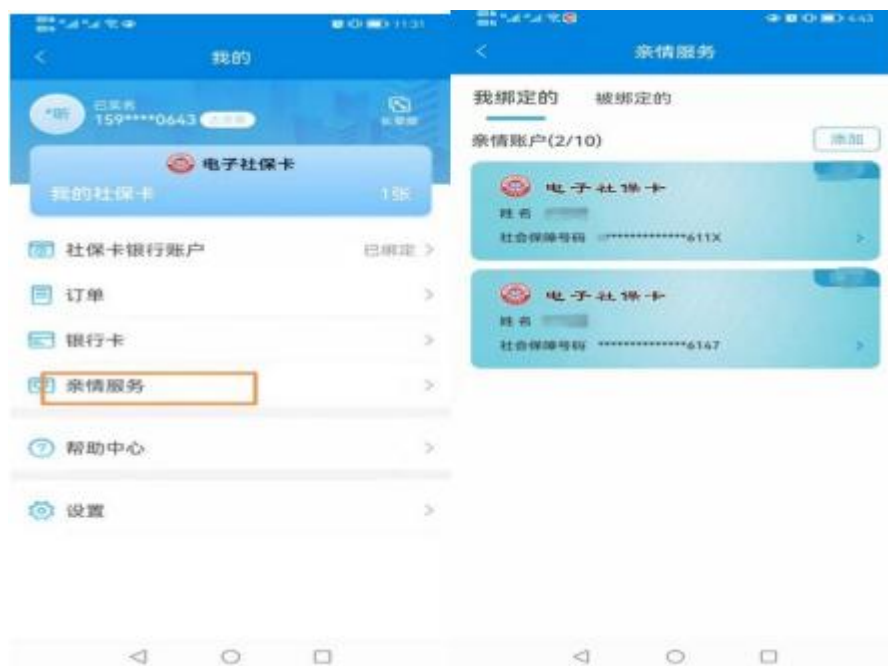 11:31
我的
已实名
159****0643
电子社保卡
我的社保卡
1张
社保卡银行账户
已绑定
订单
银行卡
亲情服务
帮助中心
设置
4:43
亲情服务
我绑定的
被绑定的
亲情账户(2/10)
添加
电子社保卡
姓名
社会保障号码
**************611X
电子社保卡
姓名
社会保障号码
**************6147